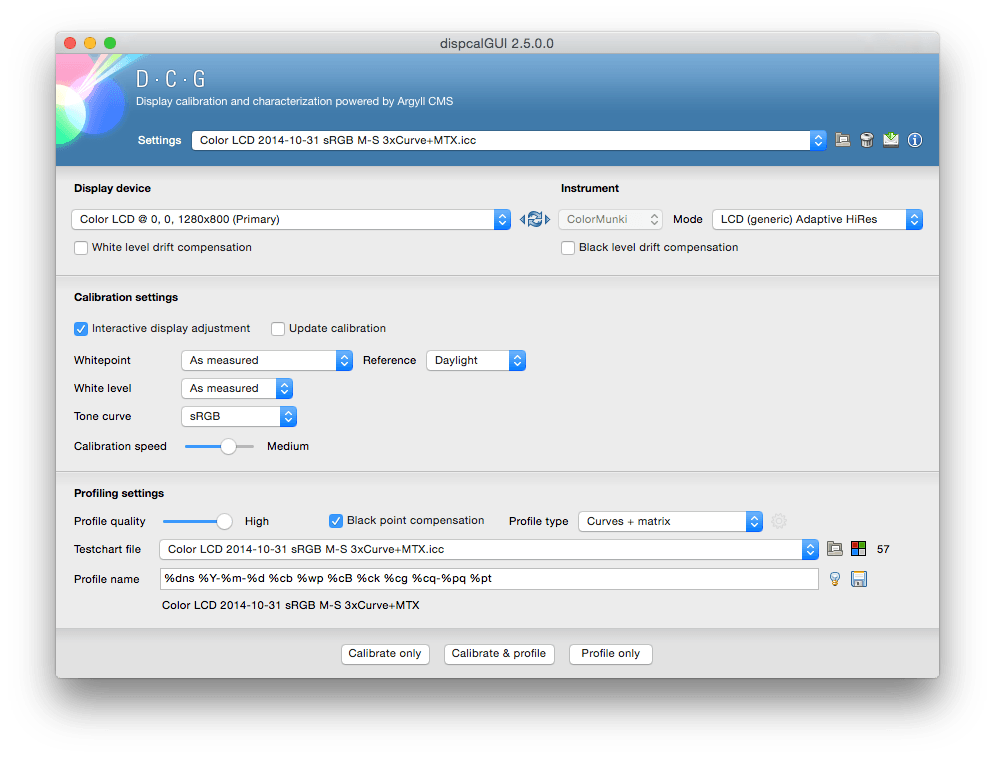 dispcalGUI 2.5.0.0
D·C·G
Display calibration and characterization powered by Argyll CMS
Settings Color LCD 2014-10-31 sRGB M-S 3xCurve+MTX.icc
Display device Instrument
Color LCD @ 0, 0, 1280x800 (Primary) ColorMunki Mode LCD (generic) Adaptive HiRes
White level drift compensation Black level drift compensation
Calibration settings
Interactive display adjustment Update calibration
Whitepoint As measured Reference Daylight
White level As measured
Tone curve sRGB
Calibration speed Medium
Profiling settings
Profile quality High Black point compensation Profile type Curves + matrix
Testchart file Color LCD 2014-10-31 sRGB M-S 3xCurve+MTX.icc 57
Profile name %dns %Y-%m-%d %cb %wp %cB %ck %cg %cq-%pq %pt
Color LCD 2014-10-31 sRGB M-S 3xCurve+MTX
Calibrate only Calibrate & profile Profile only